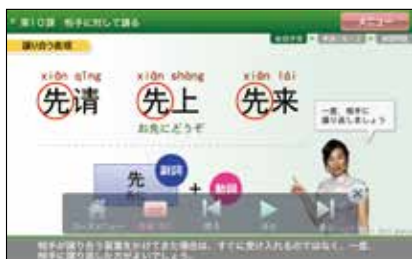 第10課 相手に対して譲る
メニュー
譲り合う表現
xiān qǐng xiān shàng xiān lái
先请 先上 先来
お先にどうぞ
一度、相手に
譲り返しましょう
先 副詞
+ 動詞
相手が譲り合う言葉をかけてきた場合は、すぐに受け入れるのではなく、一度、
相手に譲り返した方がよいでしょう。